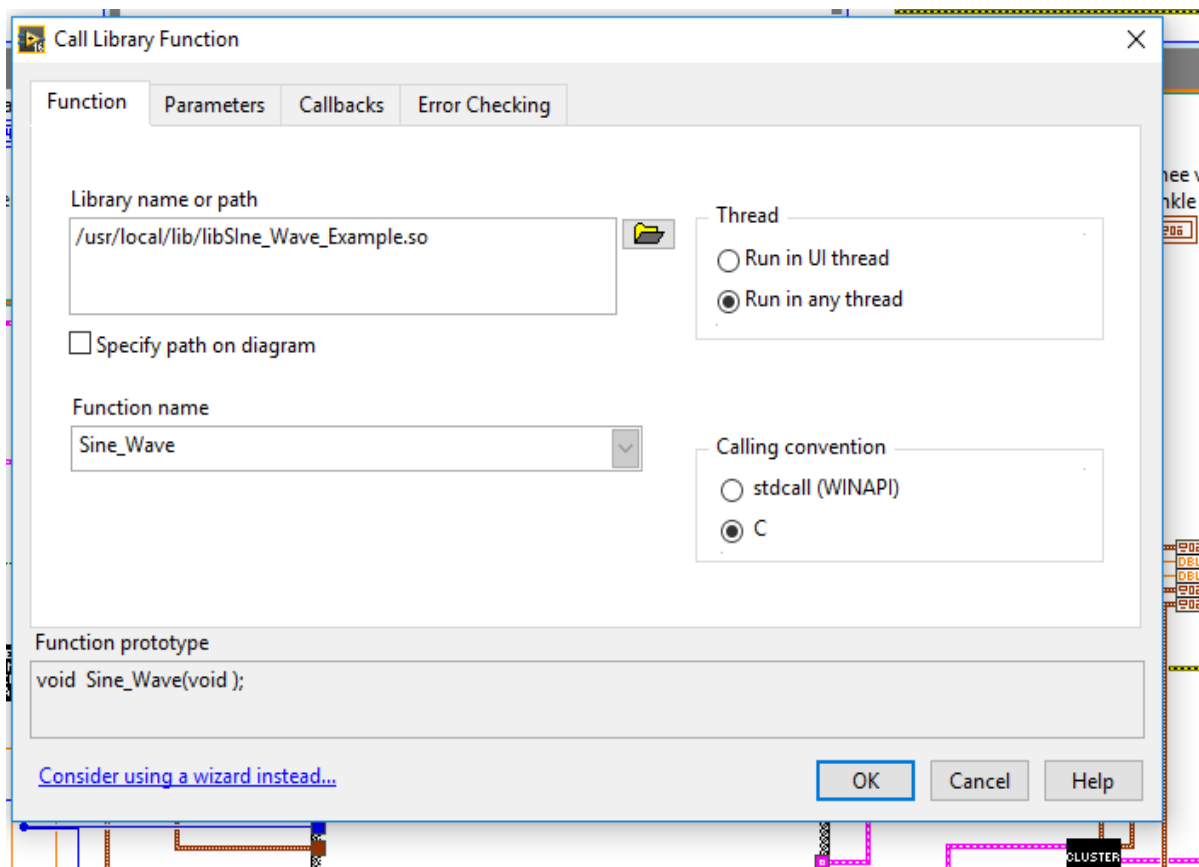 Call Library Function
Function Parameters Callbacks Error Checking
Library name or path
/usr/local/lib/libSIne_Wave_Example.so
Specify path on diagram
Function name
Sine_Wave
Thread
Run in UI thread
Run in any thread
Calling convention
stdcall (WINAPI)
C
Function prototype
void Sine_Wave(void );
Consider using a wizard instead...
OK Cancel Help
DBL
DBL
CLUSTER